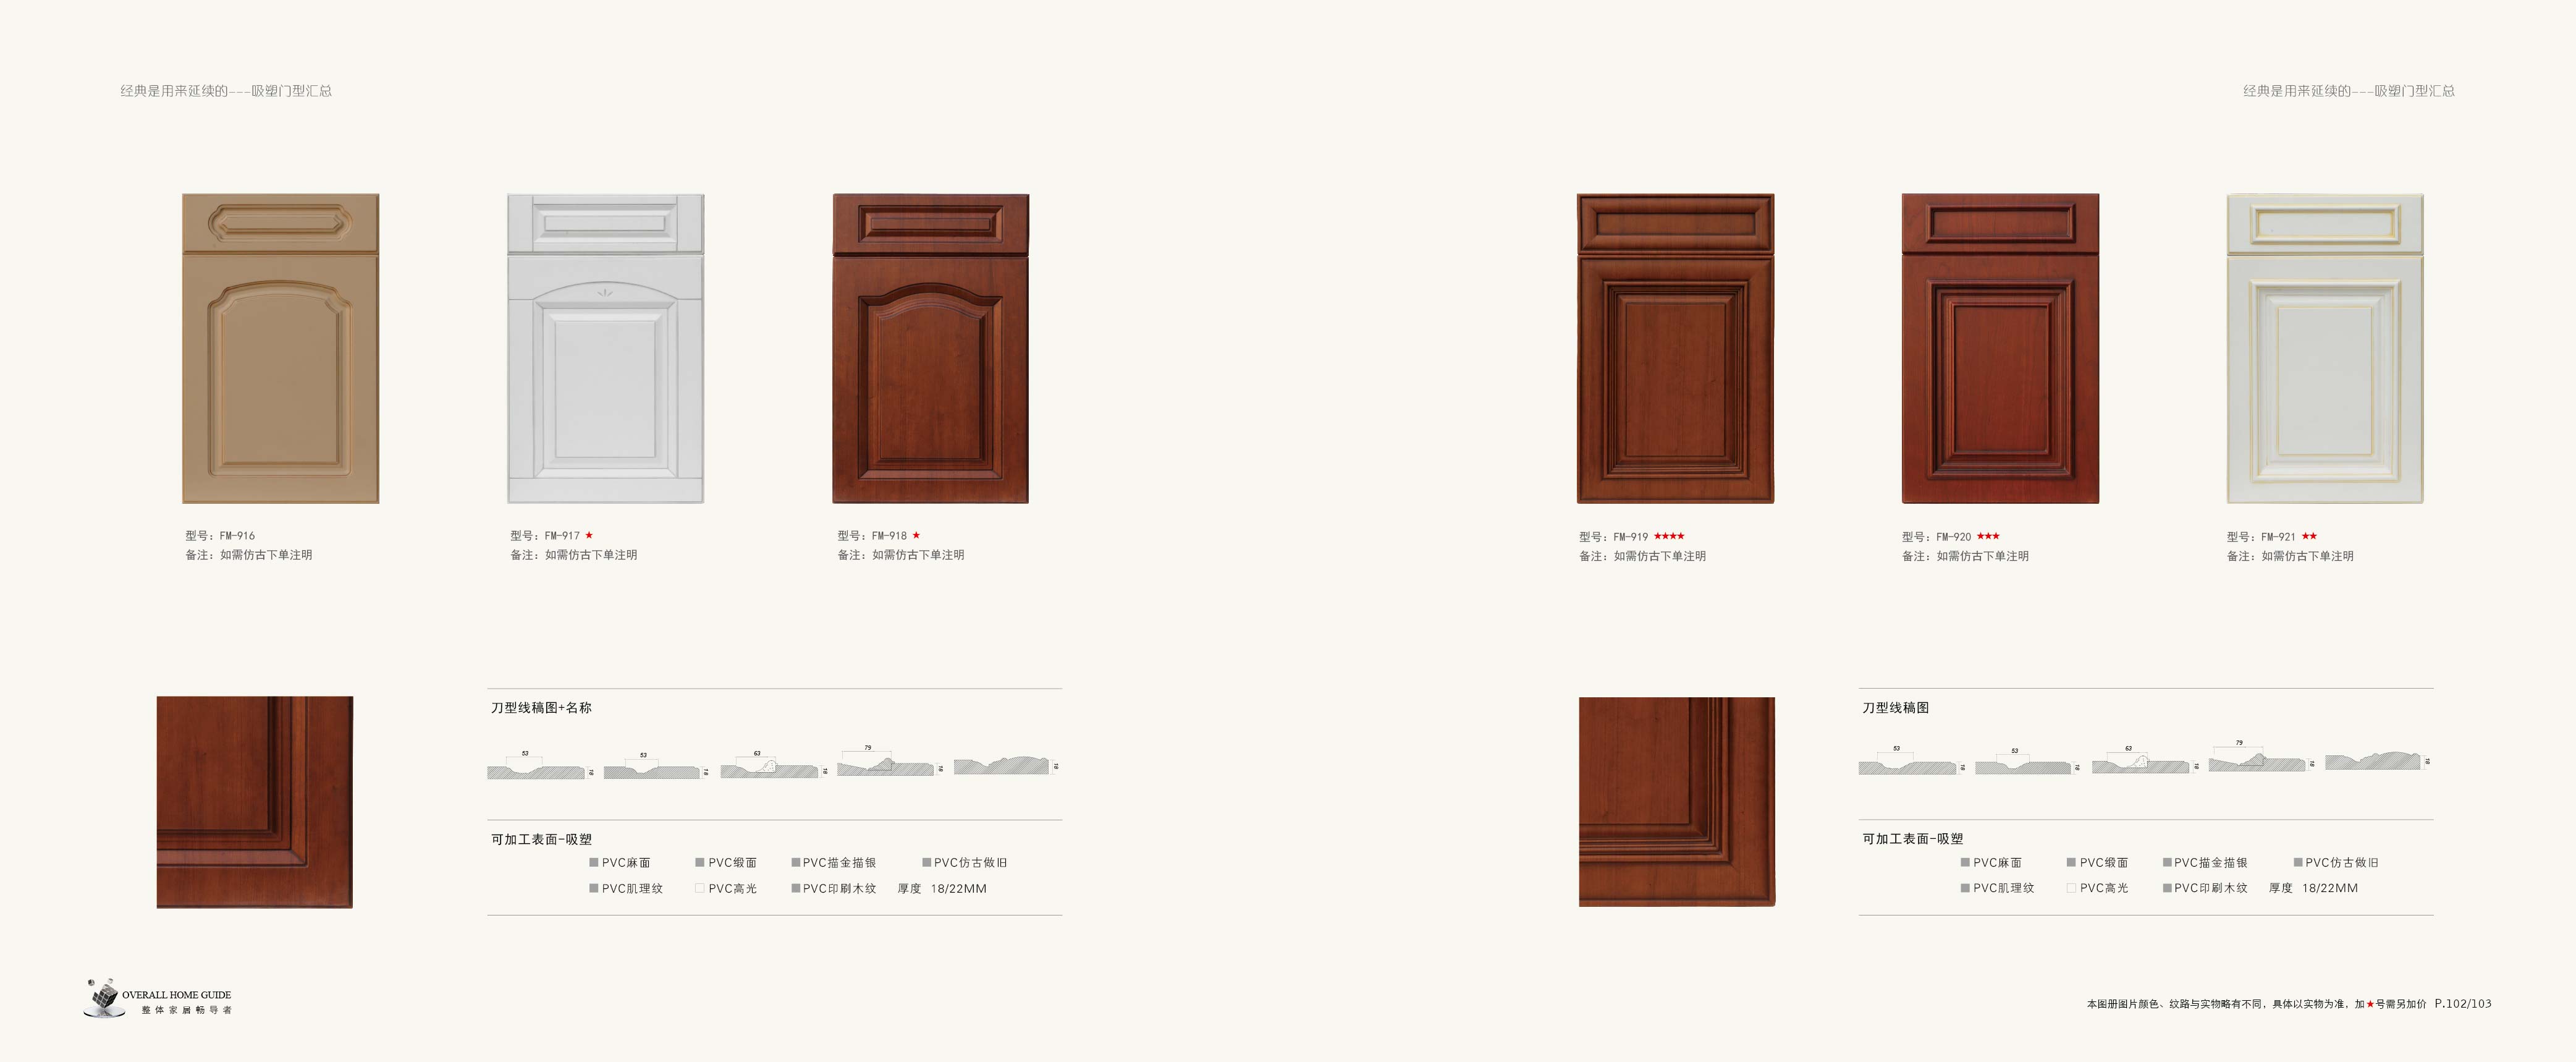 经典是用来延续的---吸塑门型汇总
经典是用来延续的---吸塑门型汇总
型号：FM-916
备注：如需仿古下单注明
型号：FM-917 ★
备注：如需仿古下单注明
型号：FM-918 ★
备注：如需仿古下单注明
型号：FM-919 ★★★★
备注：如需仿古下单注明
型号：FM-920 ★★★
备注：如需仿古下单注明
型号：FM-921 ★★
备注：如需仿古下单注明
刀型线稿图+名称
53 18 53 18 63 18 79 18 18
可加工表面-吸塑
PVC麻面 PVC缎面 PVC描金描银 PVC仿古做旧
PVC肌理纹 PVC高光 PVC印刷木纹 厚度 18/22MM
刀型线稿图
53 18 53 18 63 18 79 18 18
可加工表面-吸塑
PVC麻面 PVC缎面 PVC描金描银 PVC仿古做旧
PVC肌理纹 PVC高光 PVC印刷木纹 厚度 18/22MM
OVERALL HOME GUIDE
整体家居畅导者
本图册图片颜色、纹路与实物略有不同，具体以实物为准，加★号需另加价 P.102/103